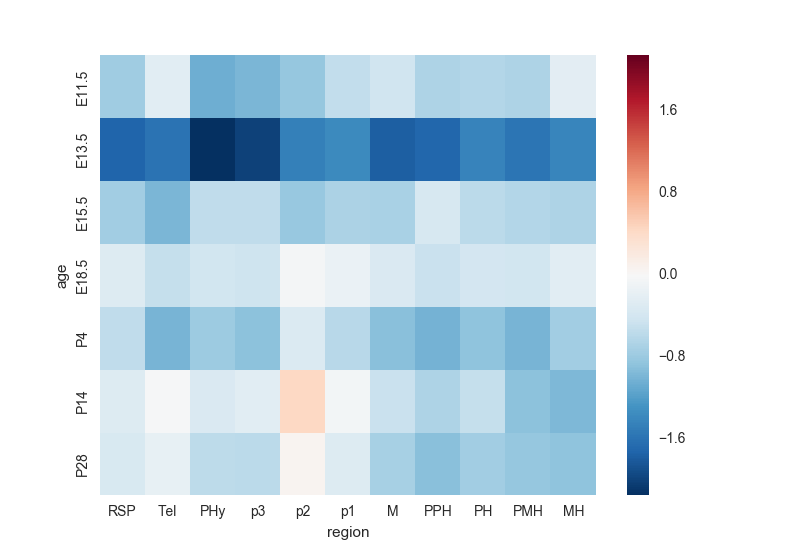 E11.5
E13.5
E15.5
E18.5
P4
P14
P28
age
RSP Tel PHy p3 p2 p1 M PPH PH PMH MH
region
1.6
0.8
0.0
−0.8
−1.6